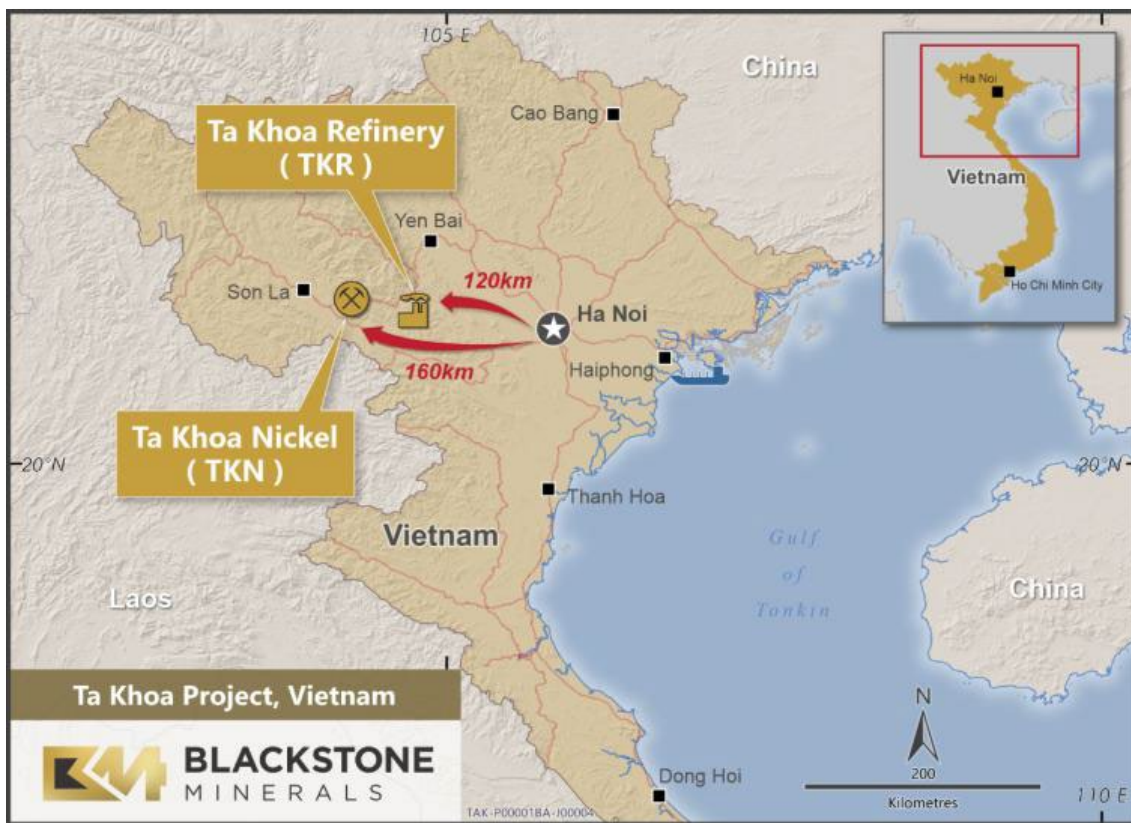 105 E
China
Cao Bang
Ta Khoa Refinery
( TKR )
Yen Bai
120km
Son La
Ha Noi
160km
Haiphong
Ta Khoa Nickel
( TKN )
20°N
20°N
Thanh Hoa
Vietnam
Gulf
of
Tonkin
China
Laos
Ha Noi
Vietnam
Ho Chi Minh City
Ta Khoa Project, Vietnam
BM BLACKSTONE
MINERALS
TAK-P00001BA-J00004
Dong Hoi
N
200
Kilometres
110 E